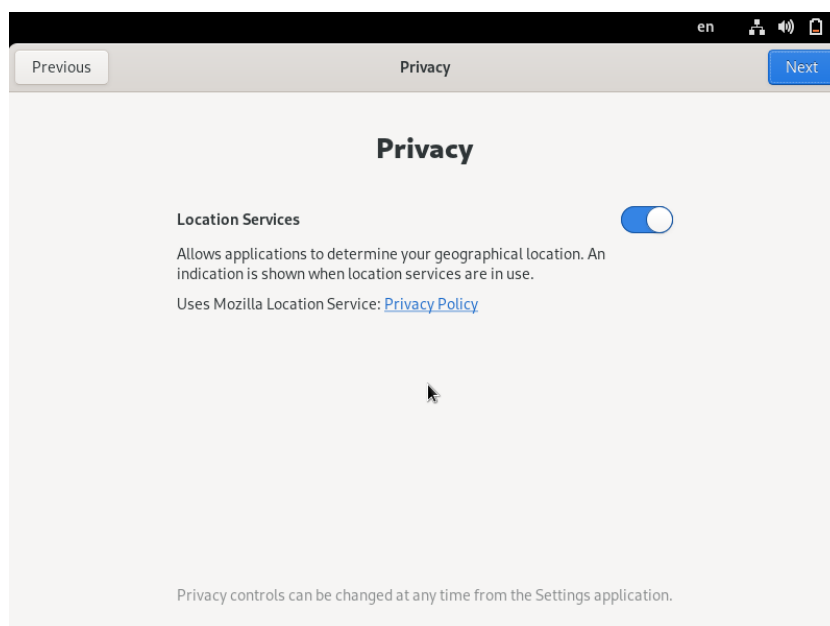 en
Previous
Privacy
Next
Privacy
Location Services
Allows applications to determine your geographical location. An
indication is shown when location services are in use.
Uses Mozilla Location Service: Privacy Policy
Privacy controls can be changed at any time from the Settings application.